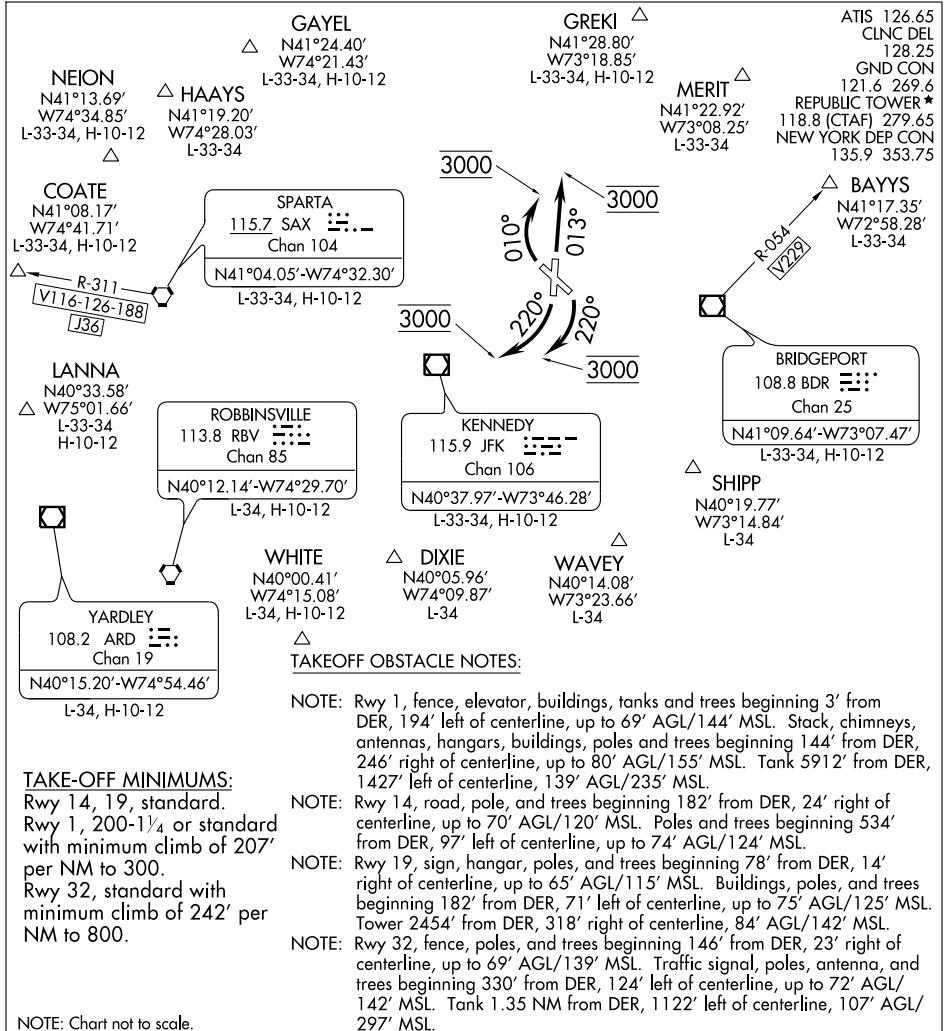 GAYEL
N41°24.40′
W74°21.43′
L-33-34, H-10-12
GREKI
N41°28.80′
W73°18.85′
L-33-34, H-10-12
ATIS 126.65
CLNC DEL
128.25
GND CON
121.6 269.6
REPUBLIC TOWER★
118.8 (CTAF) 279.65
NEW YORK DEP CON
135.9 353.75
NEION
N41°13.69′
W74°34.85′
L-33-34, H-10-12
HAAYS
N41°19.20′
W74°28.03′
L-33-34
MERIT
N41°22.92′
W73°08.25′
L-33-34
COATE
N41°08.17′
W74°41.71′
L-33-34, H-10-12
SPARTA
115.7 SAX
Chan 104
N41°04.05′-W74°32.30′
L-33-34, H-10-12
R-311
V116-126-188
J36
3000
3000
010°
013°
220°
220°
3000
3000
BAYYS
N41°17.35′
W72°58.28′
L-33-34
R-054
V229
BRIDGEPORT
108.8 BDR
Chan 25
N41°09.64′-W73°07.47′
L-33-34, H-10-12
LANNA
N40°33.58′
W75°01.66′
L-33-34
H-10-12
ROBBINSVILLE
113.8 RBV
Chan 85
N40°12.14′-W74°29.70′
L-34, H-10-12
KENNEDY
115.9 JFK
Chan 106
N40°37.97′-W73°46.28′
L-33-34, H-10-12
SHIPP
N40°19.77′
W73°14.84′
L-34
YARDLEY
108.2 ARD
Chan 19
N40°15.20′-W74°54.46′
L-34, H-10-12
WHITE
N40°00.41′
W74°15.08′
L-34, H-10-12
DIXIE
N40°05.96′
W74°09.87′
L-34
WAVEY
N40°14.08′
W73°23.66′
L-34
TAKE-OFF MINIMUMS:
Rwy 14, 19, standard.
Rwy 1, 200-1¼ or standard
with minimum climb of 207′
per NM to 300.
Rwy 32, standard with
minimum climb of 242′ per
NM to 800.
NOTE: Chart not to scale.
TAKEOFF OBSTACLE NOTES:
NOTE: Rwy 1, fence, elevator, buildings, tanks and trees beginning 3′ from
DER, 194′ left of centerline, up to 69′ AGL/144′ MSL. Stack, chimneys,
antennas, hangars, buildings, poles and trees beginning 144′ from DER,
246′ right of centerline, up to 80′ AGL/155′ MSL. Tank 5912′ from DER,
1427′ left of centerline, 139′ AGL/235′ MSL.
NOTE: Rwy 14, road, pole, and trees beginning 182′ from DER, 24′ right of
centerline, up to 70′ AGL/120′ MSL. Poles and trees beginning 534′
from DER, 97′ left of centerline, up to 74′ AGL/124′ MSL.
NOTE: Rwy 19, sign, hangar, poles, and trees beginning 78′ from DER, 14′
right of centerline, up to 65′ AGL/115′ MSL. Buildings, poles, and trees
beginning 182′ from DER, 71′ left of centerline, up to 75′ AGL/125′ MSL.
Tower 2454′ from DER, 318′ right of centerline, 84′ AGL/142′ MSL.
NOTE: Rwy 32, fence, poles, and trees beginning 146′ from DER, 23′ right of
centerline, up to 69′ AGL/139′ MSL. Traffic signal, poles, antenna, and
trees beginning 330′ from DER, 124′ left of centerline, up to 72′ AGL/
142′ MSL. Tank 1.35 NM from DER, 1122′ left of centerline, 107′ AGL/
297′ MSL.